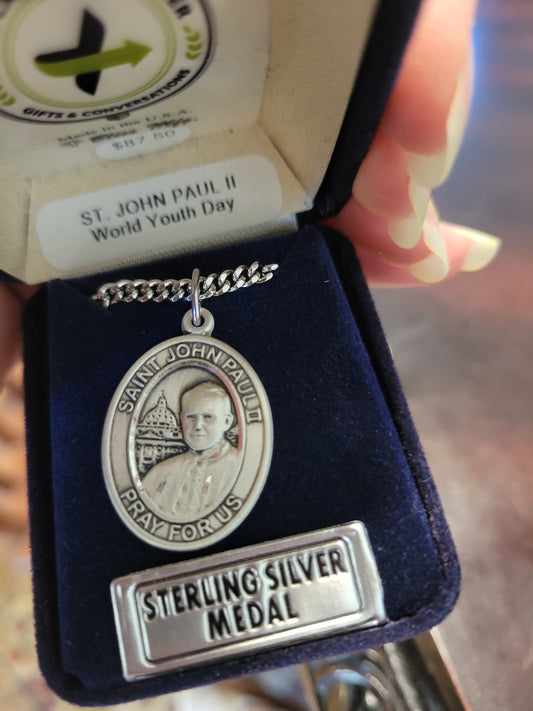 GIFTS & CONVERSATIONS
Made in the U.S.A.
$87.50
ST. JOHN PAUL II
World Youth Day
SAINT JOHN PAUL II
PRAY FOR US
STERLING SILVER
MEDAL